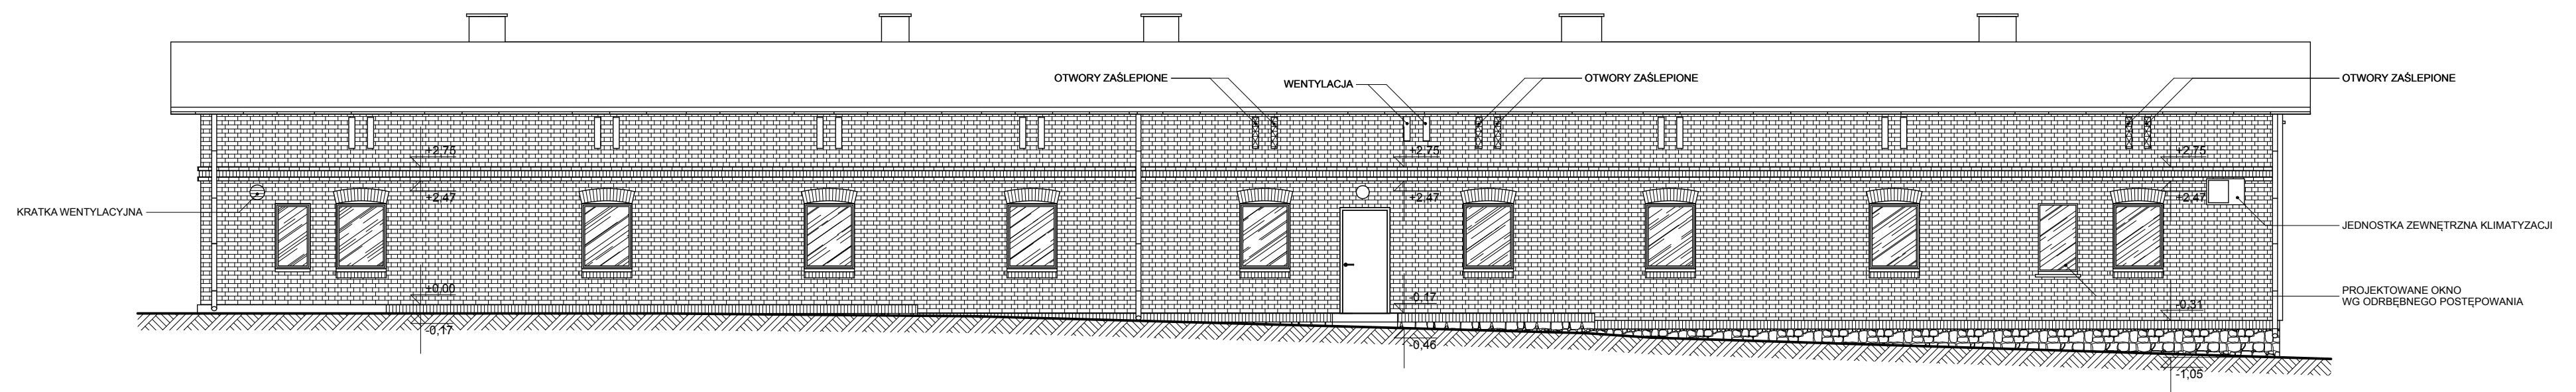 OTWORY ZAŚLEPIONE
WENTYLACJA
OTWORY ZAŚLEPIONE
OTWORY ZAŚLEPIONE
+2,75
+2,75
+2,75
+2,47
+2,47
+2,47
KRATKA WENTYLACYJNA
JEDNOSTKA ZEWNĘTRZNA KLIMATYZACJI
±0,00
-0,17
-0,31
PROJEKTOWANE OKNO
WG ODRBĘBNEGO POSTĘPOWANIA
-0,17
-0,46
-1,05